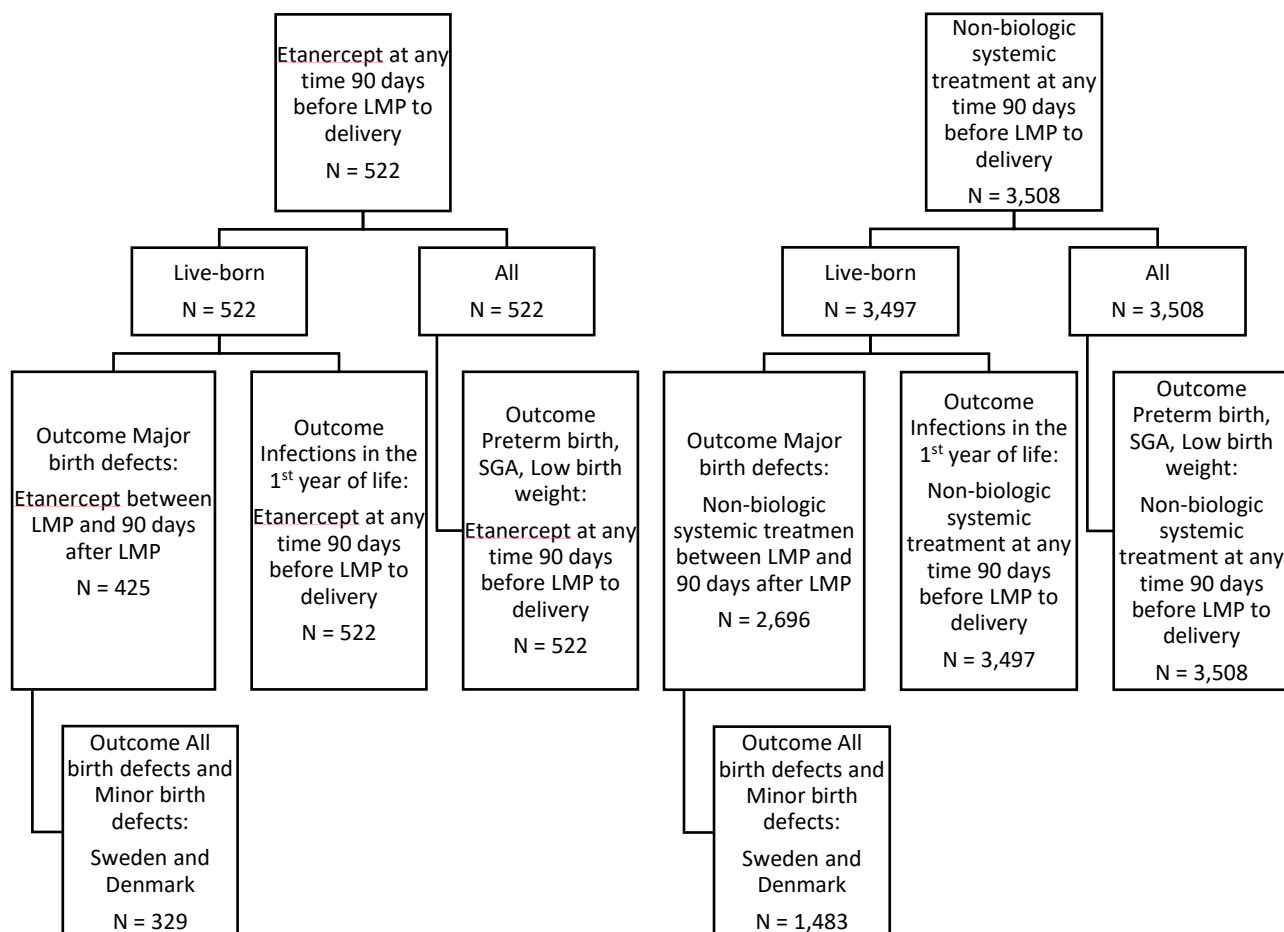 Etanercept at any
time 90 days
before LMP to
delivery
N = 522
Non-biologic
systemic
treatment at any
time 90 days
before LMP to
delivery
N = 3,508
Live-born
N = 522
All
N = 522
Live-born
N = 3,497
All
N = 3,508
Outcome Major
birth defects:
Etanercept between
LMP and 90 days
after LMP
N = 425
Outcome
Infections in the
1st year of life:
Etanercept at any
time 90 days
before LMP to
delivery
N = 522
Outcome
Preterm birth,
SGA, Low birth
weight:
Etanercept at any
time 90 days
before LMP to
delivery
N = 522
Outcome Major
birth defects:
Non-biologic
systemic treatmen
between LMP and
90 days after LMP
N = 2,696
Outcome
Infections in the
1st year of life:
Non-biologic
systemic
treatment at any
time 90 days
before LMP to
delivery
N = 3,497
Outcome
Preterm birth,
SGA, Low birth
weight:
Non-biologic
systemic
treatment at any
time 90 days
before LMP to
delivery
N = 3,508
Outcome All
birth defects and
Minor birth
defects:
Sweden and
Denmark
N = 329
Outcome All
birth defects and
Minor birth
defects:
Sweden and
Denmark
N = 1,483